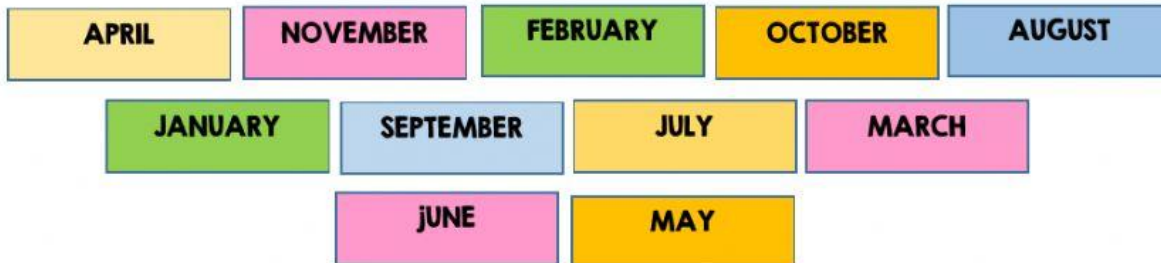 APRIL NOVEMBER FEBRUARY OCTOBER AUGUST
JANUARY SEPTEMBER JULY MARCH
jUNE MAY